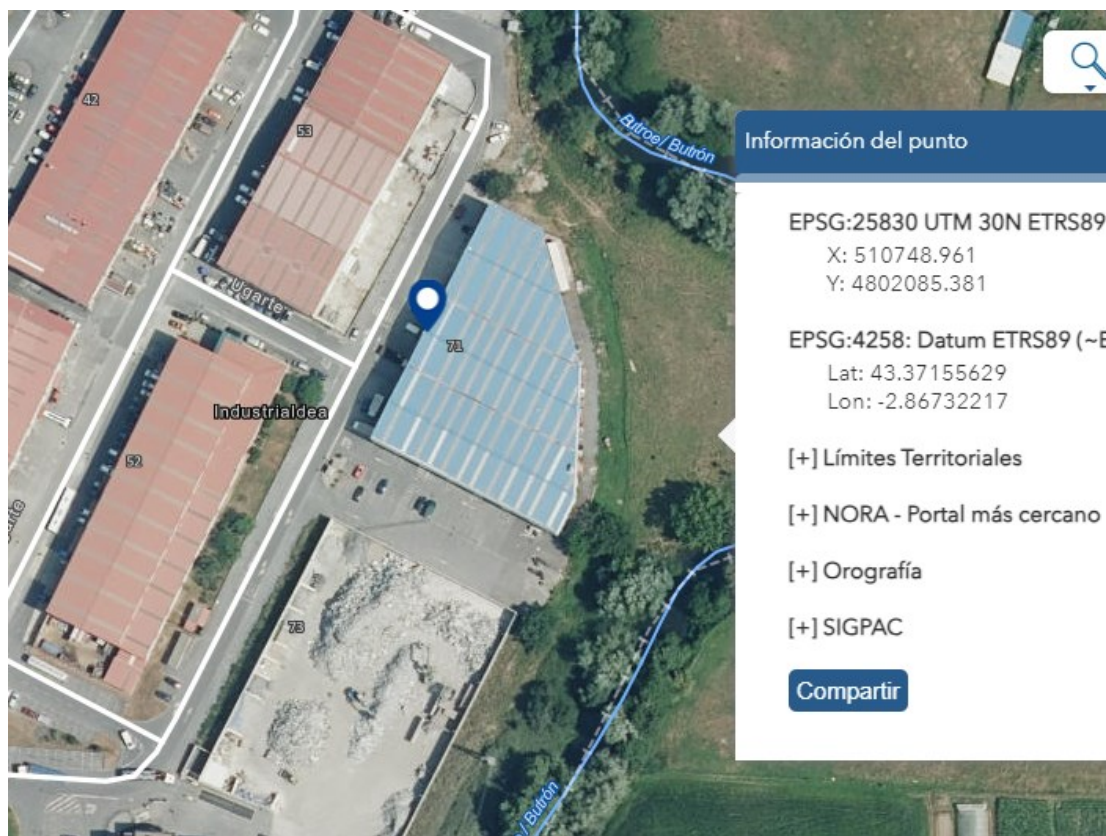 42
53
Butroe/ Butrón
Información del punto
EPSG:25830 UTM 30N ETRS89
X: 510748.961
Y: 4802085.381
Ugarte
71
EPSG:4258: Datum ETRS89 (~E
Lat: 43.37155629
Lon: -2.86732217
Industrialdea
52
[+] Límites Territoriales
[+] NORA - Portal más cercano
[+] Orografía
73
[+] SIGPAC
Compartir
/ Butrón